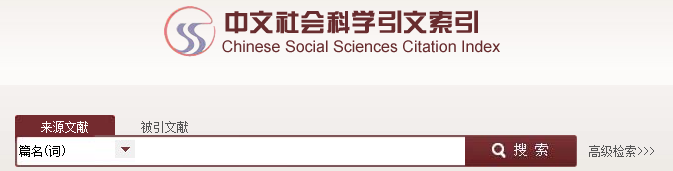 中文社会科学引文索引
Chinese Social Sciences Citation Index
来源文献 被引文献
篇名(词) 搜 索 高级检索>>>